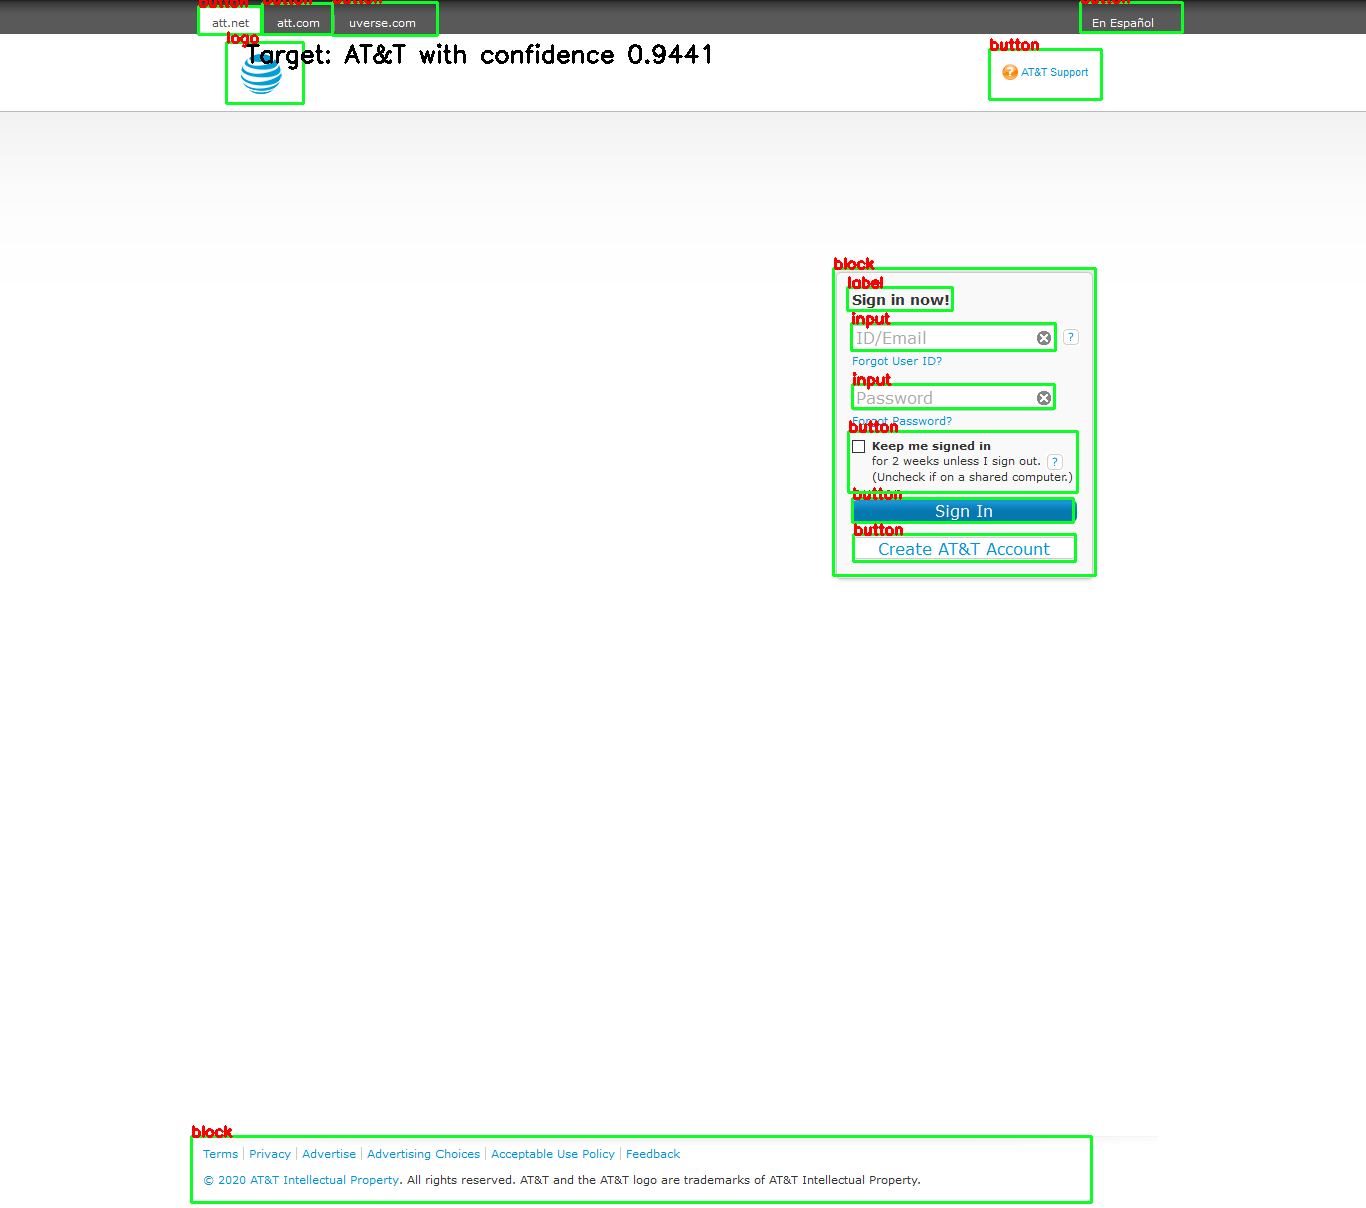 button button button button
att.net att.com uverse.com En Español
logo
Target: AT&T with confidence 0.9441
button
AT&T Support
block
label
Sign in now!
input
ID/Email
?
Forgot User ID?
input
Password
Forgot Password?
button
Keep me signed in
for 2 weeks unless I sign out. ?
(Uncheck if on a shared computer.)
button
Sign In
button
Create AT&T Account
block
Terms | Privacy | Advertise | Advertising Choices | Acceptable Use Policy | Feedback
© 2020 AT&T Intellectual Property. All rights reserved. AT&T and the AT&T logo are trademarks of AT&T Intellectual Property.